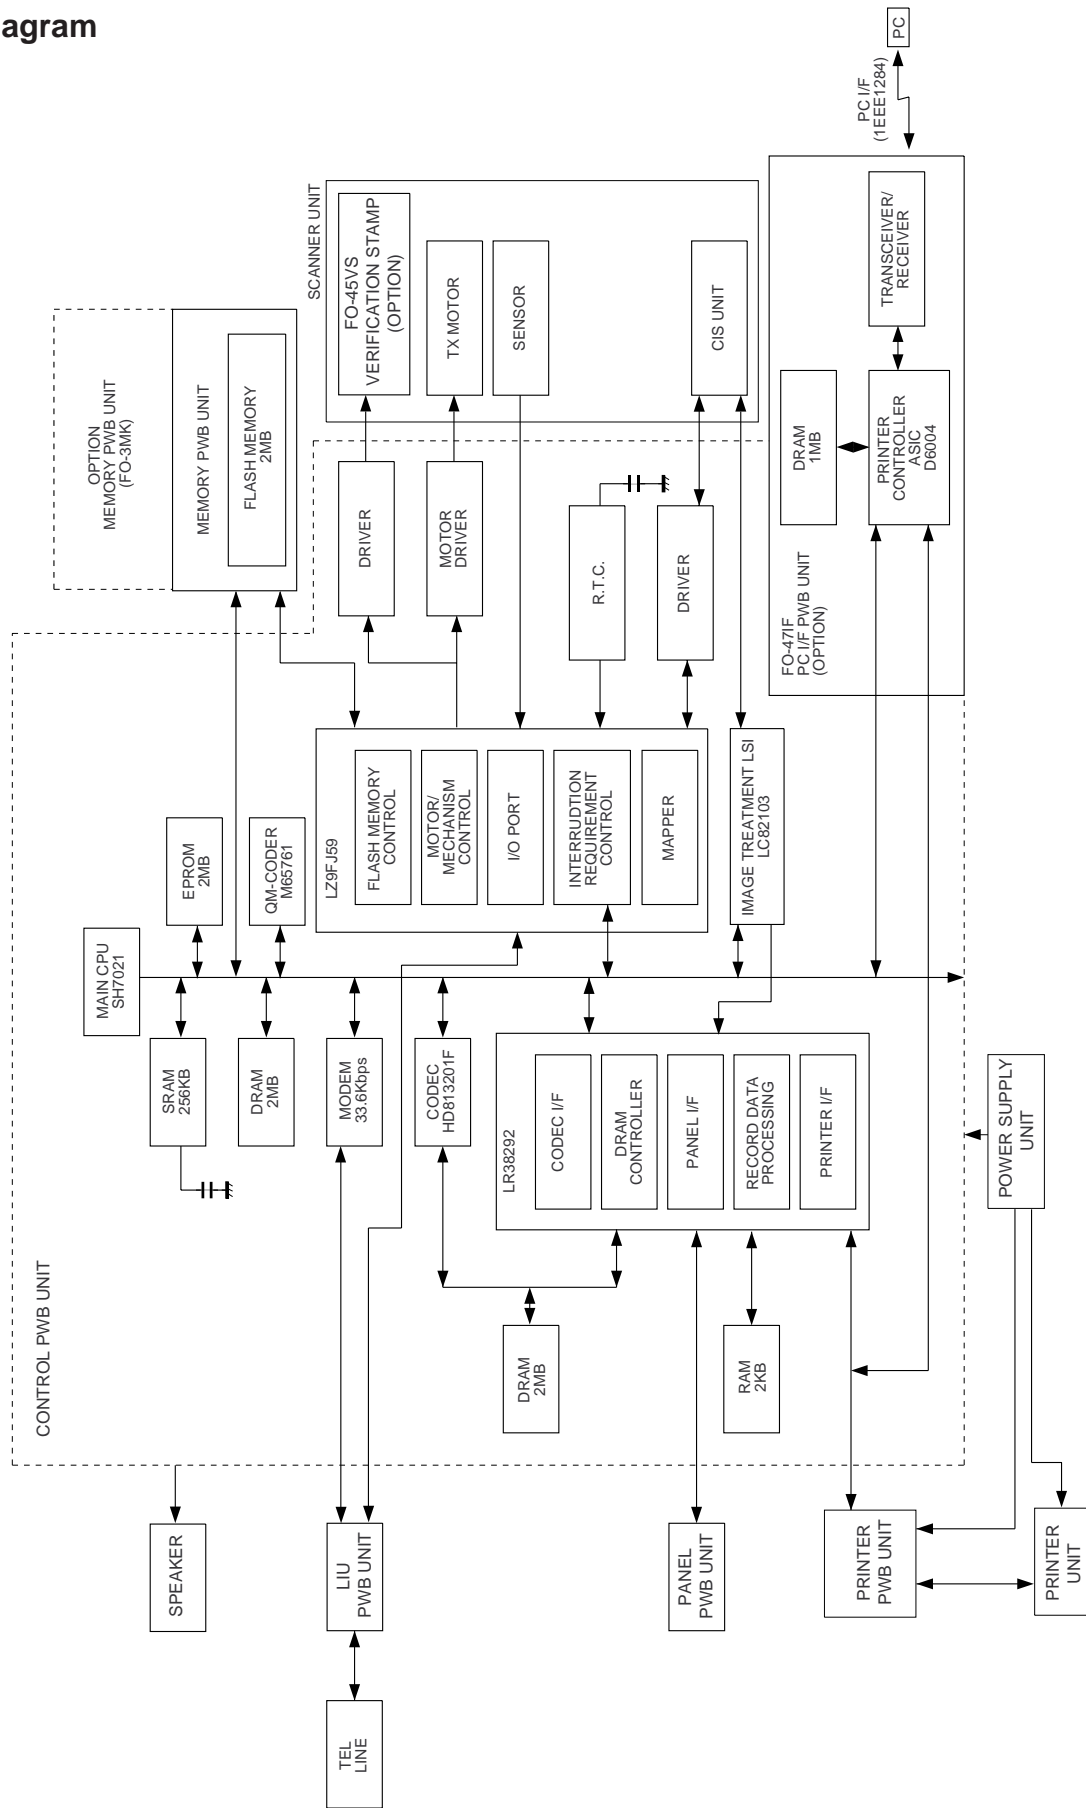 agram
PC
PC I/F
(1EEE1284)
SCANNER UNIT
FO-45VS
VERIFICATION STAMP
(OPTION)
TX MOTOR
SENSOR
CIS UNIT
TRANSCEIVER/
RECEIVER
OPTION
MEMORY PWB UNIT
(FO-3MK)
MEMORY PWB UNIT
FLASH MEMORY
2MB
DRAM
1MB
PRINTER
CONTROLLER
ASIC
D6004
DRIVER
MOTOR
DRIVER
R.T.C.
DRIVER
FO-47IF
PC I/F PWB UNIT
(OPTION)
EPROM
2MB
QM-CODER
M65761
LZ9FJ59
FLASH MEMORY
CONTROL
MOTOR/
MECHANISM
CONTROL
I/O PORT
INTERRUDTION
REQUIREMENT
CONTROL
MAPPER
IMAGE TREATMENT LSI
LC82103
MAIN CPU
SH7021
SRAM
256KB
DRAM
2MB
MODEM
33.6Kbps
CODEC
HD813201F
LR38292
CODEC I/F
DRAM
CONTROLLER
PANEL I/F
RECORD DATA
PROCESSING
PRINTER I/F
POWER SUPPLY
UNIT
CONTROL PWB UNIT
DRAM
2MB
RAM
2KB
SPEAKER
LIU
PWB UNIT
PANEL
PWB UNIT
PRINTER
PWB UNIT
PRINTER
UNIT
TEL
LINE